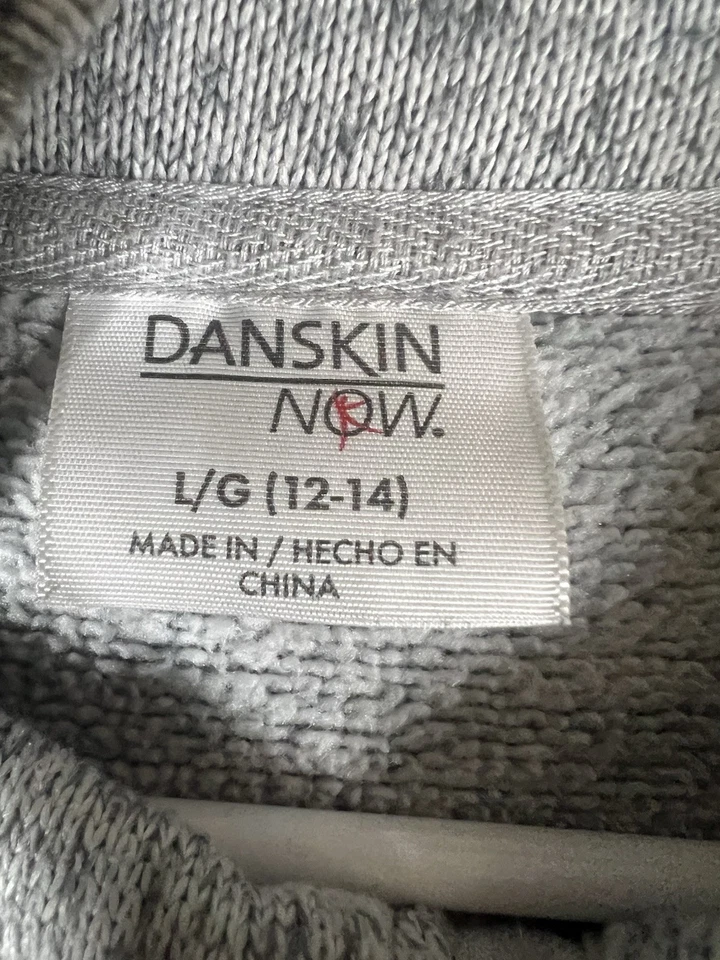 DANSKIN
NOW.
L/G (12-14)
MADE IN / HECHO EN
CHINA